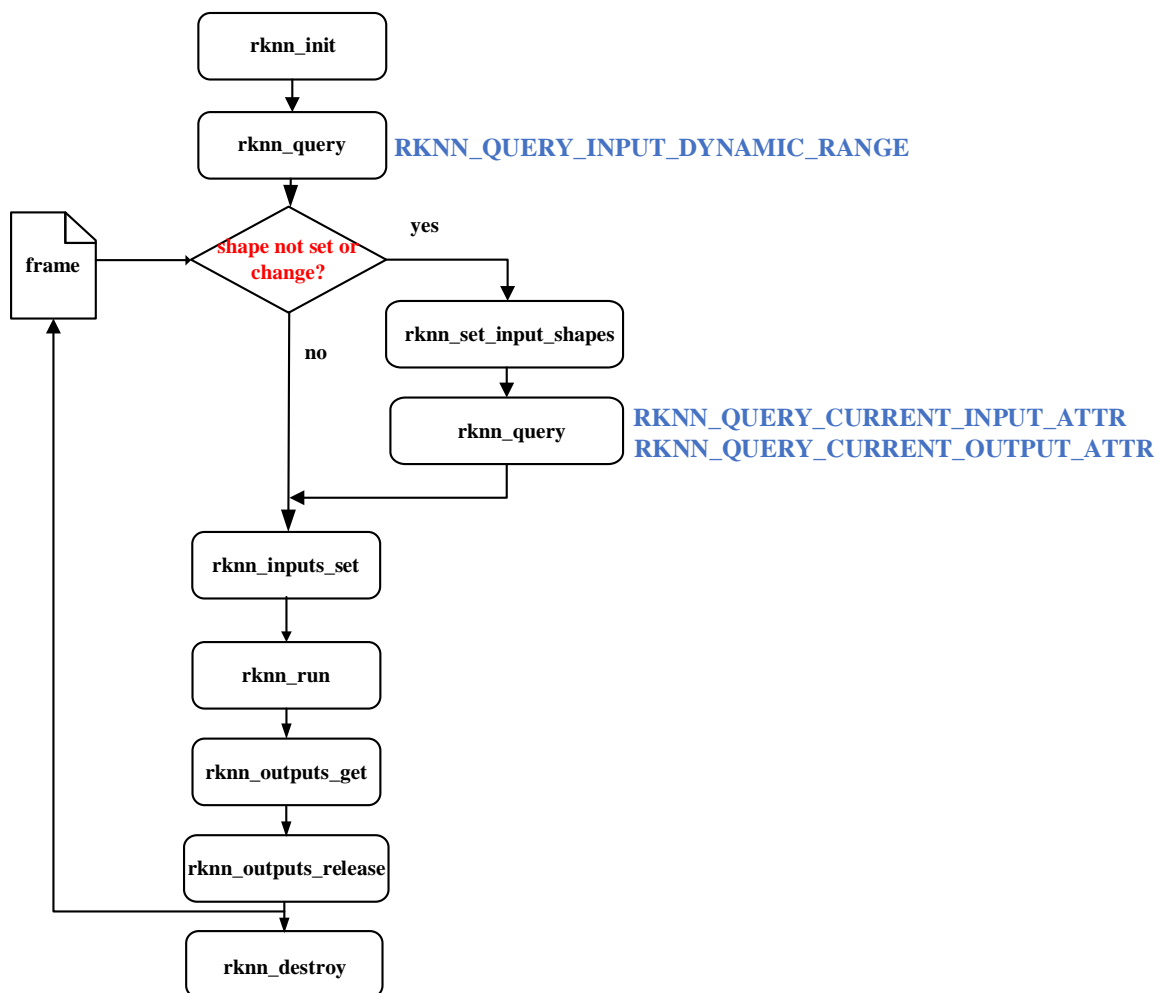 rknn_init
rknn_query
RKNN_QUERY_INPUT_DYNAMIC_RANGE
yes
frame
shape not set or
change?
rknn_set_input_shapes
no
rknn_query
RKNN_QUERY_CURRENT_INPUT_ATTR
RKNN_QUERY_CURRENT_OUTPUT_ATTR
rknn_inputs_set
rknn_run
rknn_outputs_get
rknn_outputs_release
rknn_destroy